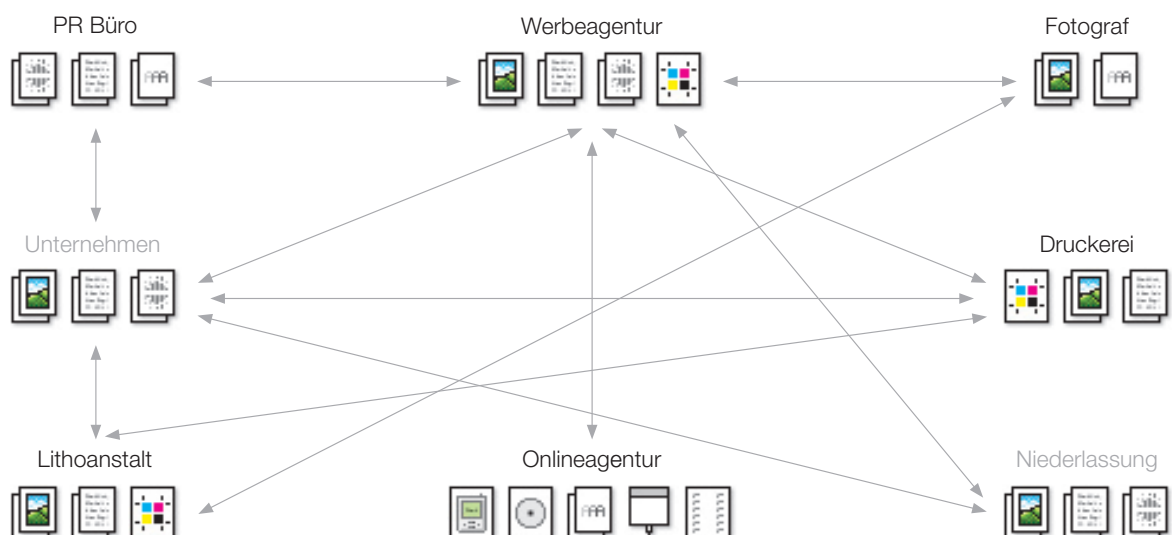 PR Büro
Werbeagentur
Fotograf
Unternehmen
Druckerei
Lithoanstalt
Onlineagentur
Niederlassung